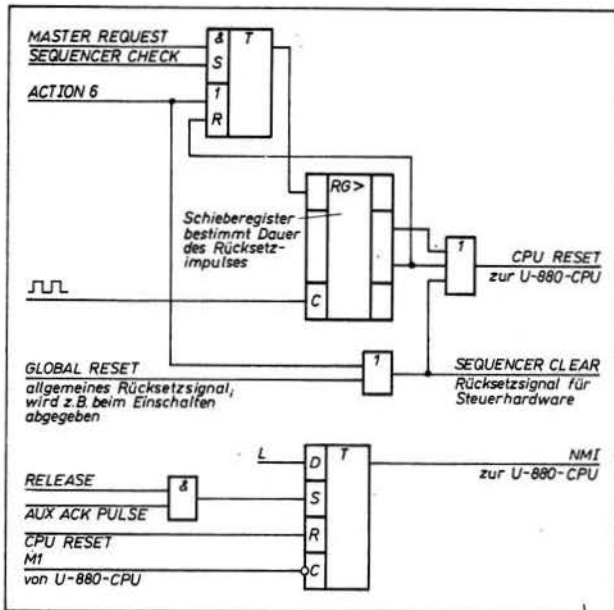 MASTER REQUEST
SEQUENCER CHECK
ACTION 6
& T
S
1
R
RG>
Schieberegister
bestimmt Dauer
des Rücksetz-
impulses
C
1
CPU RESET
zur U-880-CPU
GLOBAL RESET
allgemeines Rücksetzsignal,
wird z.B. beim Einschalten
abgegeben
1
SEQUENCER CLEAR
Rücksetzsignal für
Steuerhardware
L
D T
NMI
zur U-880-CPU
RELEASE
&
S
AUX ACK PULSE
CPU RESET
R
M1
von U-880-CPU
C